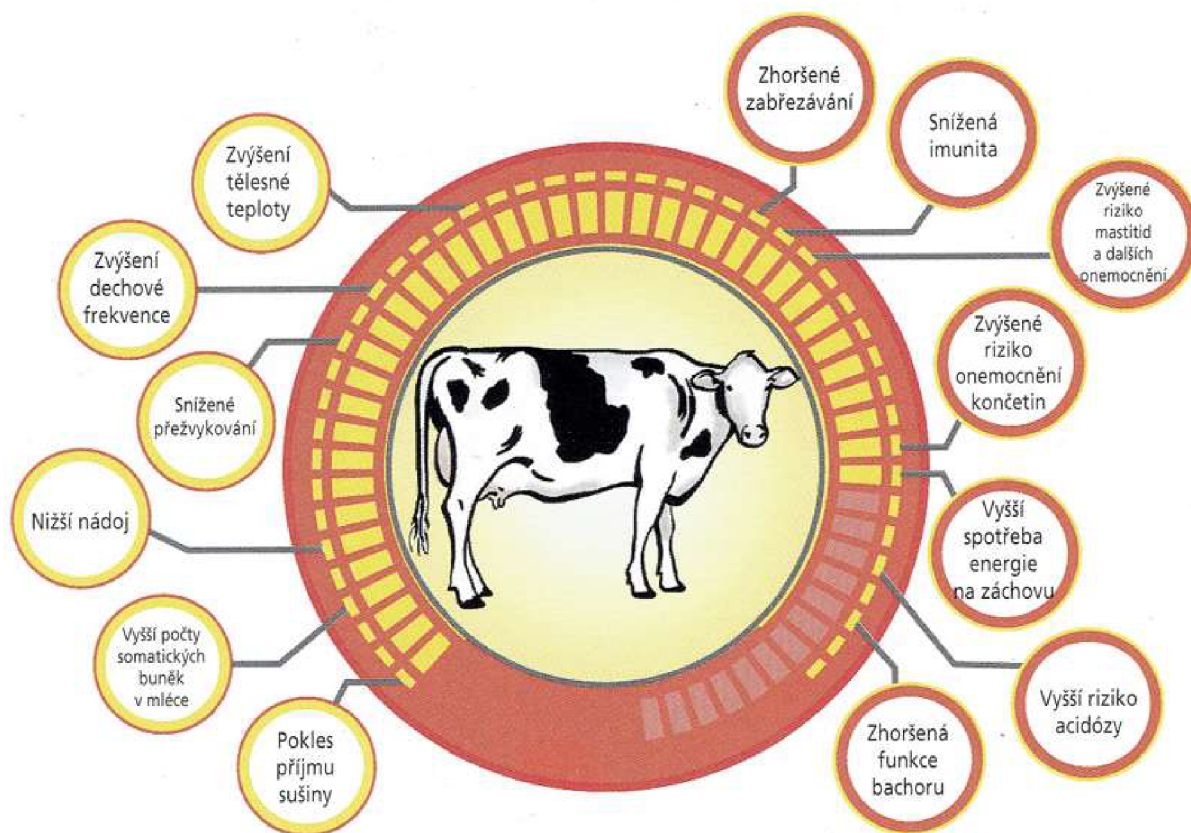 Zhoršené
zabřezávání
Snížená
imunita
Zvýšení
tělesné
teploty
Zvýšené
riziko
mastitid
a dalších
onemocnění
Zvýšení
dechové
frekvence
Zvýšené
riziko
onemocnění
končetin
Snížené
přežvykování
Nižší nádoj
Vyšší
spotřeba
energie
na záchovu
Vyšší počty
somatických
buněk
v mléce
Vyšší riziko
acidózy
Pokles
příjmu
sušiny
Zhoršená
funkce
bachoru